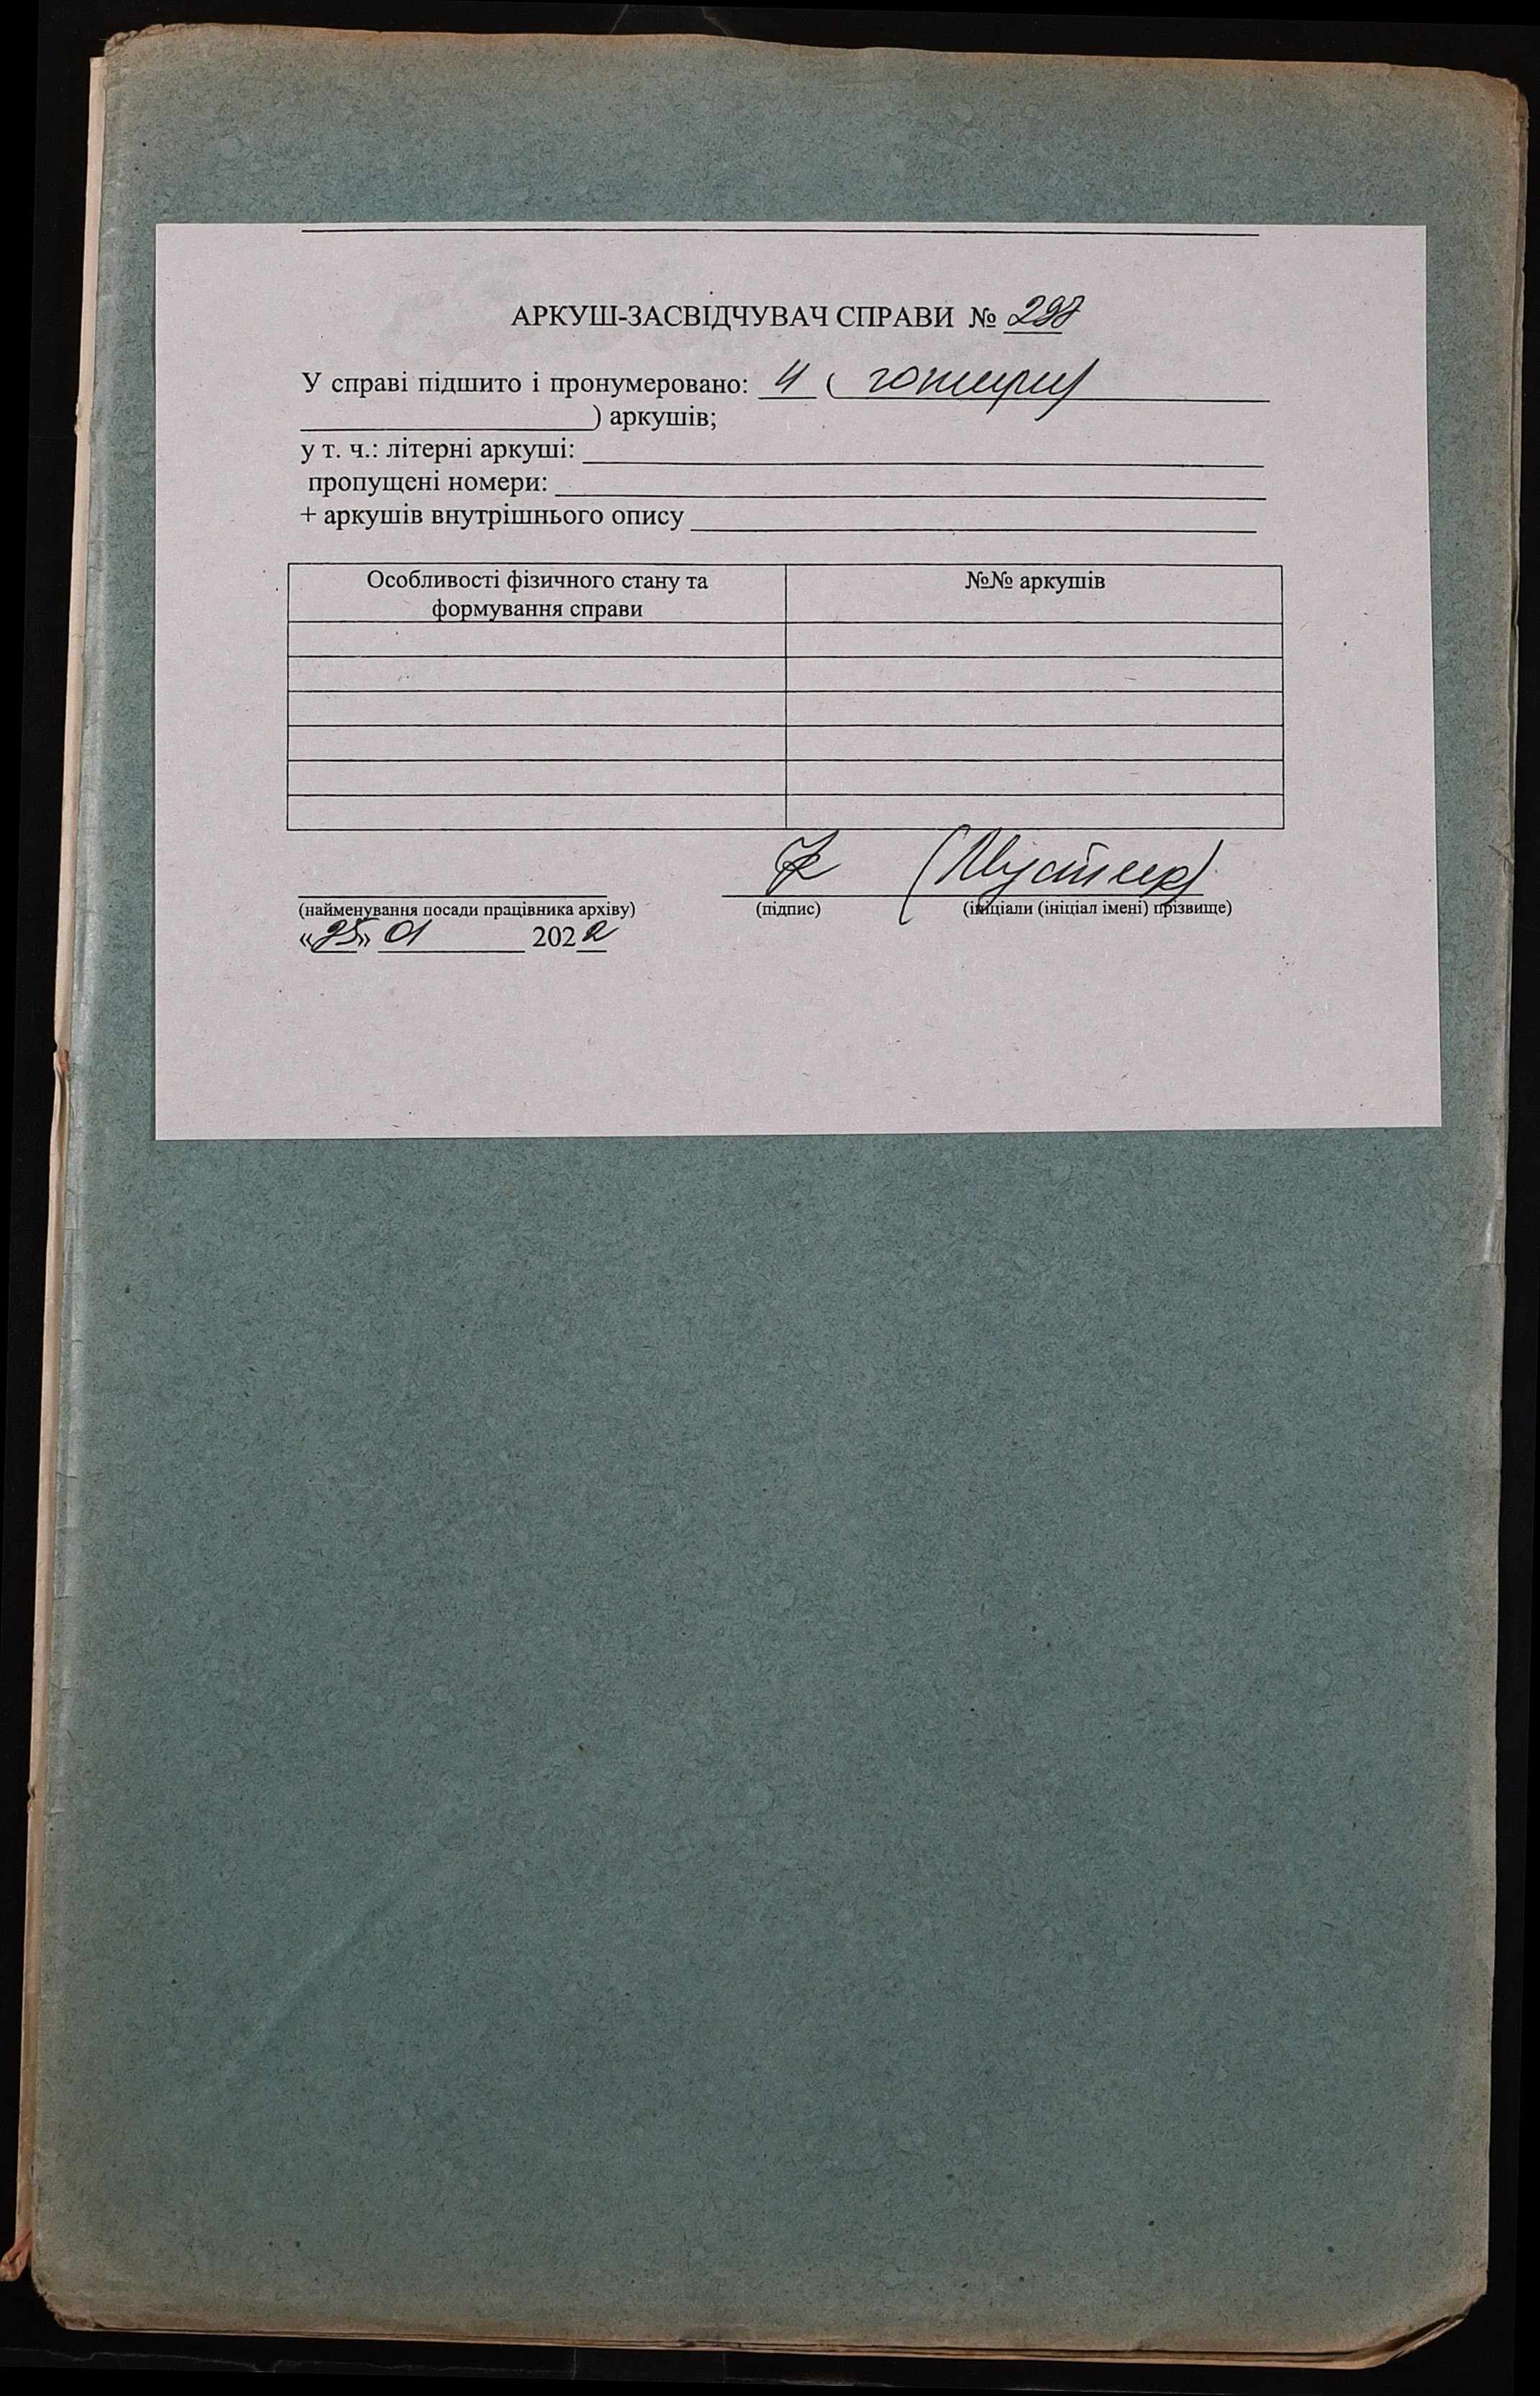 АРКУШ-ЗАСВІДЧУВАЧ СПРАВИ №
У справі підшито і пронумеровано: 4 ( чотири
) аркушів;
у т. ч.: літерні аркуші:
пропущені номери:
+ аркушів внутрішнього опису
Особливості фізичного стану та №№ аркушів
формування справи
(найменування посади працівника архіву) (підпис) (ініціали (ініціал імені) прізвище)
«25» 01 2022